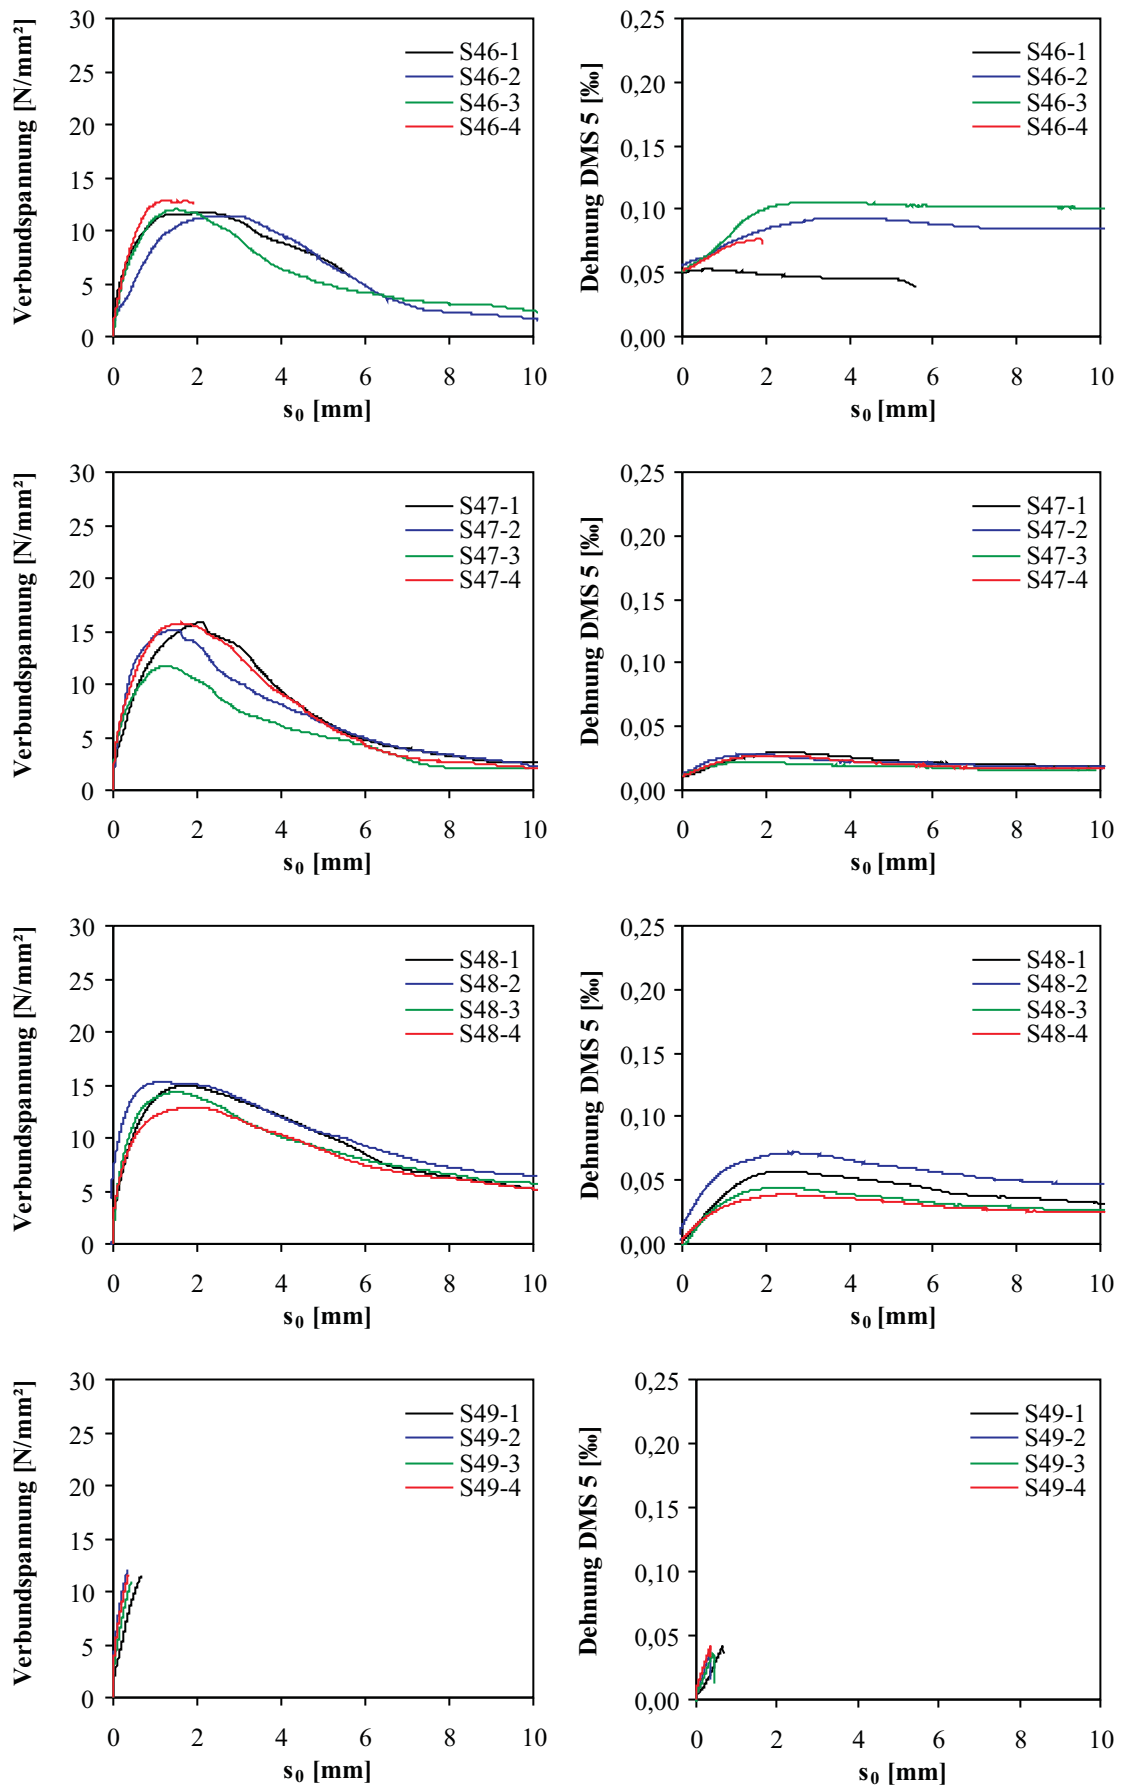 Verbundspannung [N/mm²]
30
25
20
15
10
5
0
S46-1
S46-2
S46-3
S46-4
0 2 4 6 8 10
s₀ [mm]
Dehnung DMS 5 [‰]
0,25
0,20
0,15
0,10
0,05
0,00
S46-1
S46-2
S46-3
S46-4
0 2 4 6 8 10
s₀ [mm]
Verbundspannung [N/mm²]
30
25
20
15
10
5
0
S47-1
S47-2
S47-3
S47-4
0 2 4 6 8 10
s₀ [mm]
Dehnung DMS 5 [‰]
0,25
0,20
0,15
0,10
0,05
0,00
S47-1
S47-2
S47-3
S47-4
0 2 4 6 8 10
s₀ [mm]
Verbundspannung [N/mm²]
30
25
20
15
10
5
0
S48-1
S48-2
S48-3
S48-4
0 2 4 6 8 10
s₀ [mm]
Dehnung DMS 5 [‰]
0,25
0,20
0,15
0,10
0,05
0,00
S48-1
S48-2
S48-3
S48-4
0 2 4 6 8 10
s₀ [mm]
Verbundspannung [N/mm²]
30
25
20
15
10
5
0
S49-1
S49-2
S49-3
S49-4
0 2 4 6 8 10
s₀ [mm]
Dehnung DMS 5 [‰]
0,25
0,20
0,15
0,10
0,05
0,00
S49-1
S49-2
S49-3
S49-4
0 2 4 6 8 10
s₀ [mm]